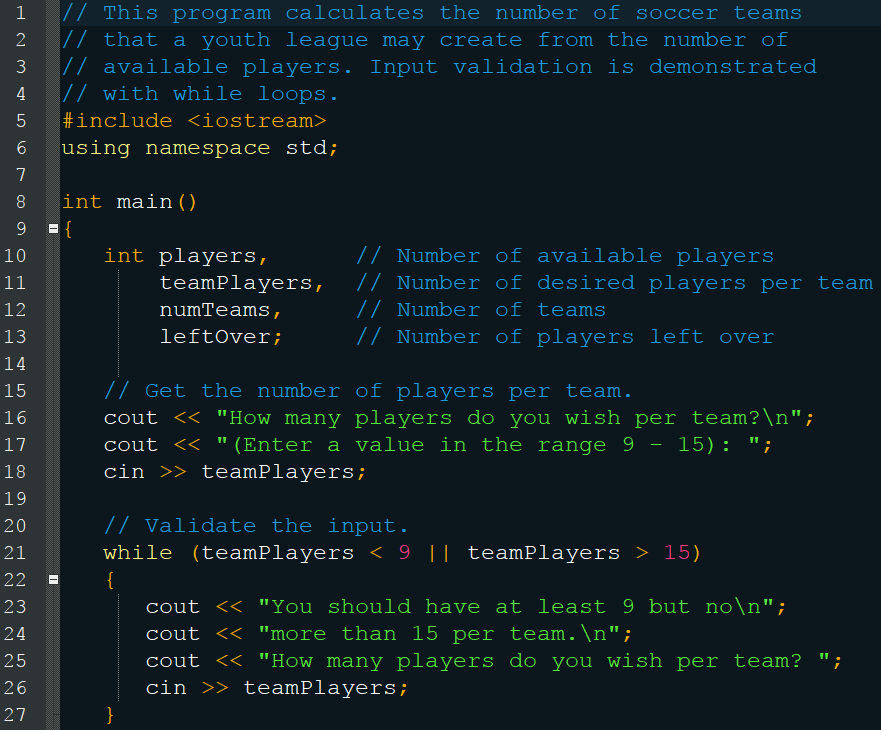 1 // This program calculates the number of soccer teams
2 // that a youth league may create from the number of
3 // available players. Input validation is demonstrated
4 // with while loops.
5 #include <iostream>
6 using namespace std;
7
8 int main()
9 {
10    int players,      // Number of available players
11        teamPlayers,  // Number of desired players per team
12        numTeams,     // Number of teams
13        leftOver;     // Number of players left over
14
15    // Get the number of players per team.
16    cout << "How many players do you wish per team?\n";
17    cout << "(Enter a value in the range 9 - 15): ";
18    cin >> teamPlayers;
19
20    // Validate the input.
21    while (teamPlayers < 9 || teamPlayers > 15)
22    {
23       cout << "You should have at least 9 but no\n";
24       cout << "more than 15 per team.\n";
25       cout << "How many players do you wish per team? ";
26       cin >> teamPlayers;
27    }